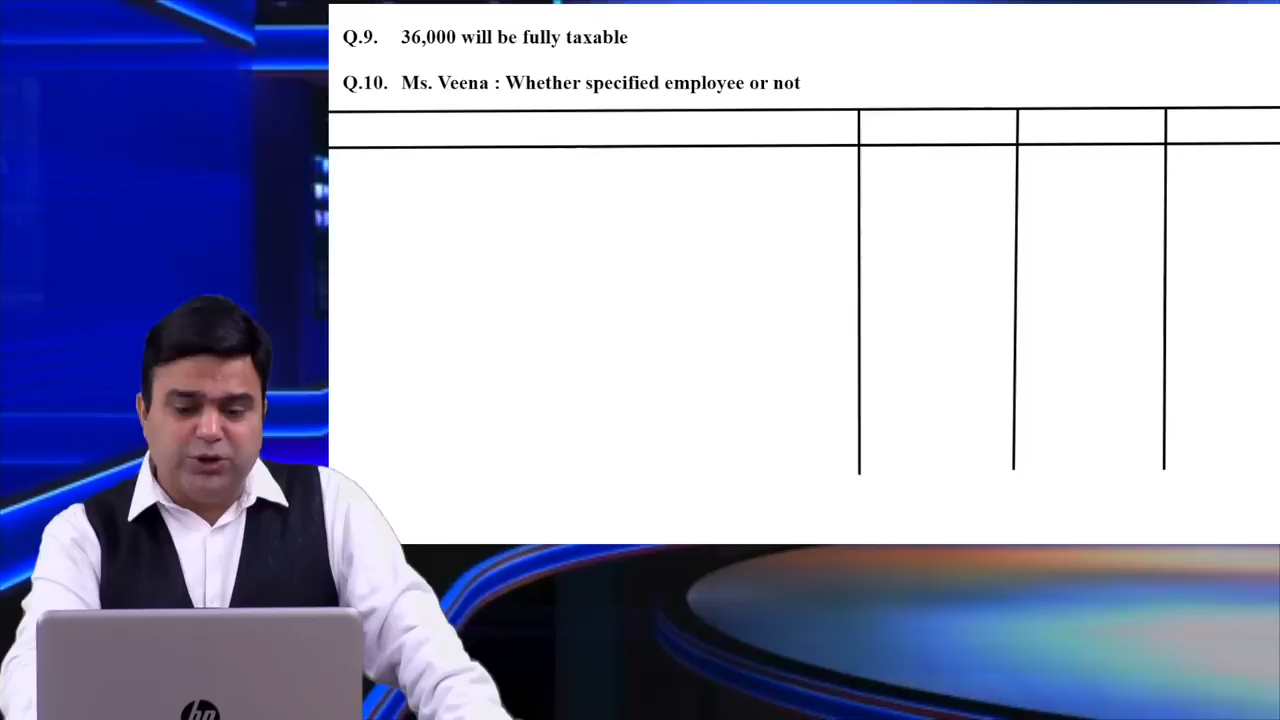 Q.9. 36,000 will be fully taxable
Q.10. Ms. Veena : Whether specified employee or not
hp